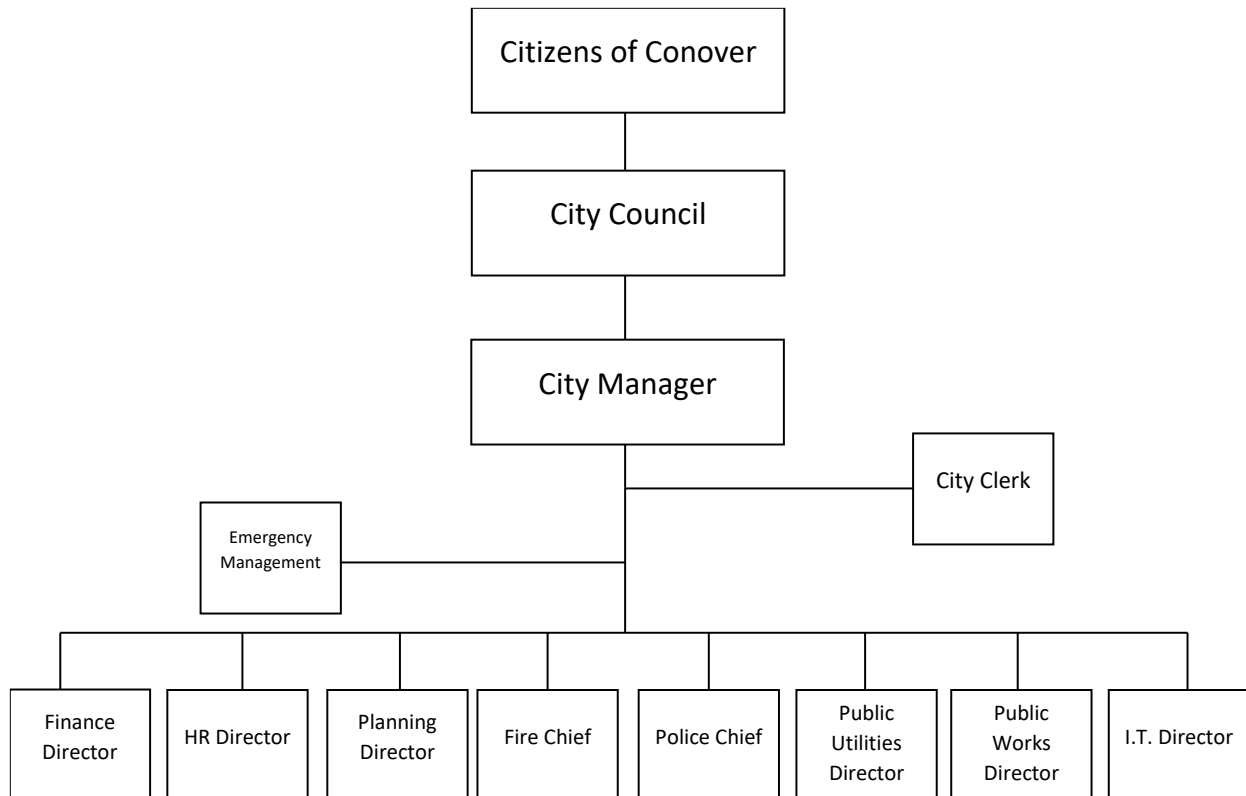 Citizens of Conover
City Council
City Manager
City Clerk
Emergency
Management
Finance
Director
HR Director
Planning
Director
Fire Chief
Police Chief
Public
Utilities
Director
Public
Works
Director
I.T. Director